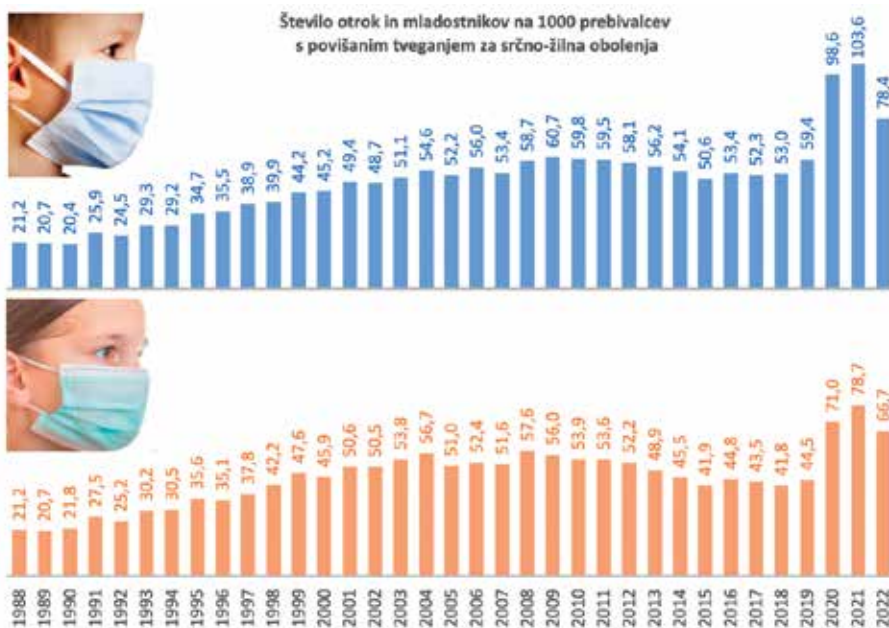 Število otrok in mladostnikov na 1000 prebivalcev
s povišanim tveganjem za srčno-žilna obolenja
21,2 20,7 20,4 25,9 24,5 29,3 29,2 34,7 35,5 38,9 39,9 44,2 45,2 49,4 48,7 51,1 54,6 52,2 56,0 53,4 58,7 60,7 59,8 59,5 58,1 56,2 54,1 50,6 53,4 52,3 53,0 59,4 98,6 103,6 78,4
21,2 20,7 21,8 27,5 25,2 30,2 30,5 35,6 35,1 37,8 42,2 47,6 45,9 50,6 50,5 53,8 56,7 51,0 52,4 51,6 57,6 56,0 53,9 53,6 52,2 48,9 45,5 41,9 44,8 43,5 41,8 44,5 71,0 78,7 66,7
1988 1989 1990 1991 1992 1993 1994 1995 1996 1997 1998 1999 2000 2001 2002 2003 2004 2005 2006 2007 2008 2009 2010 2011 2012 2013 2014 2015 2016 2017 2018 2019 2020 2021 2022